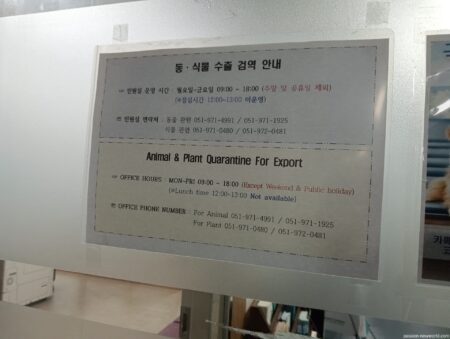 동 · 식물 수출 검역 안내
☞ 민원실 운영 시간 : 월요일-금요일 09:00 ~ 18:00 (주말 및 공휴일 제외)
(※점심시간 12:00~13:00 미운영)
☎ 민원실 연락처 : 동물 관련 051-971-4991 / 051-971-1925
식물 관련 051-971-0480 / 051-972-0481
Animal & Plant Quarantine For Export
☞ OFFICE HOURS : MON-FRI 09:00 ~ 18:00 (Except Weekend & Public holiday)
(※Lunch time 12:00-13:00 Not available)
☎ OFFICE PHONE NUMBER : For Animal 051-971-4991 / 051-971-1925
For Plant 051-971-0480 / 051-972-0481
카페